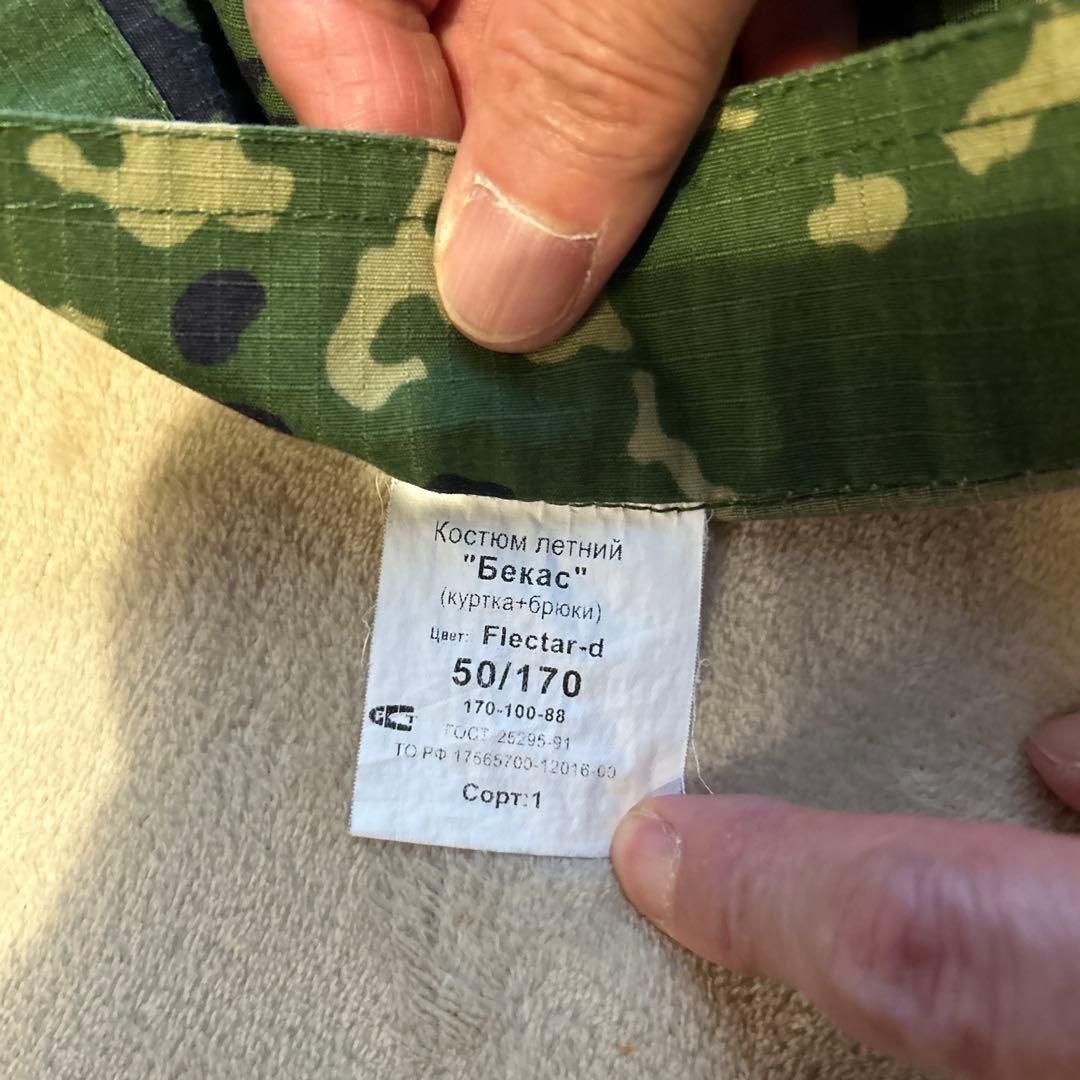 Костюм летний
"Бекас"
(куртка+брюки)
Цвет: Flectar-d
50/170
170-100-88
ГОСТ 25295-91
ТО РФ 17565700-12016-00
Сорт:1